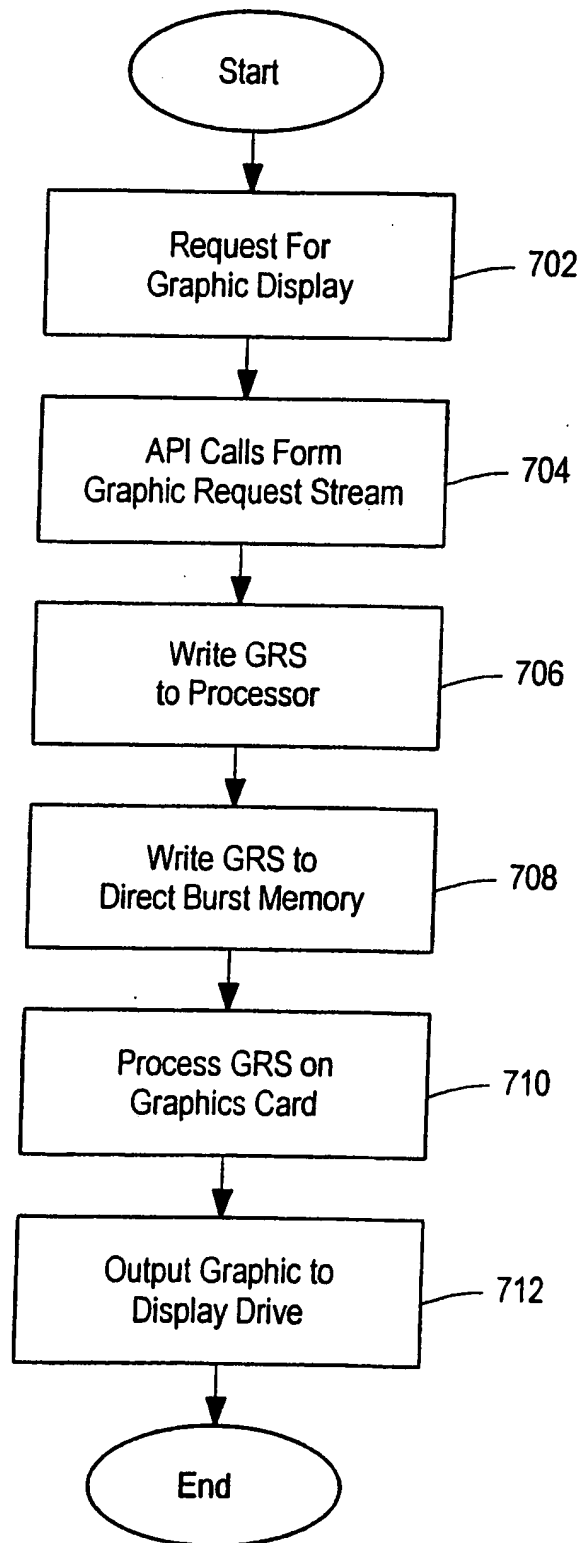 Start
Request For
Graphic Display
702
API Calls Form
Graphic Request Stream
704
Write GRS
to Processor
706
Write GRS to
Direct Burst Memory
708
Process GRS on
Graphics Card
710
Output Graphic to
Display Drive
712
End